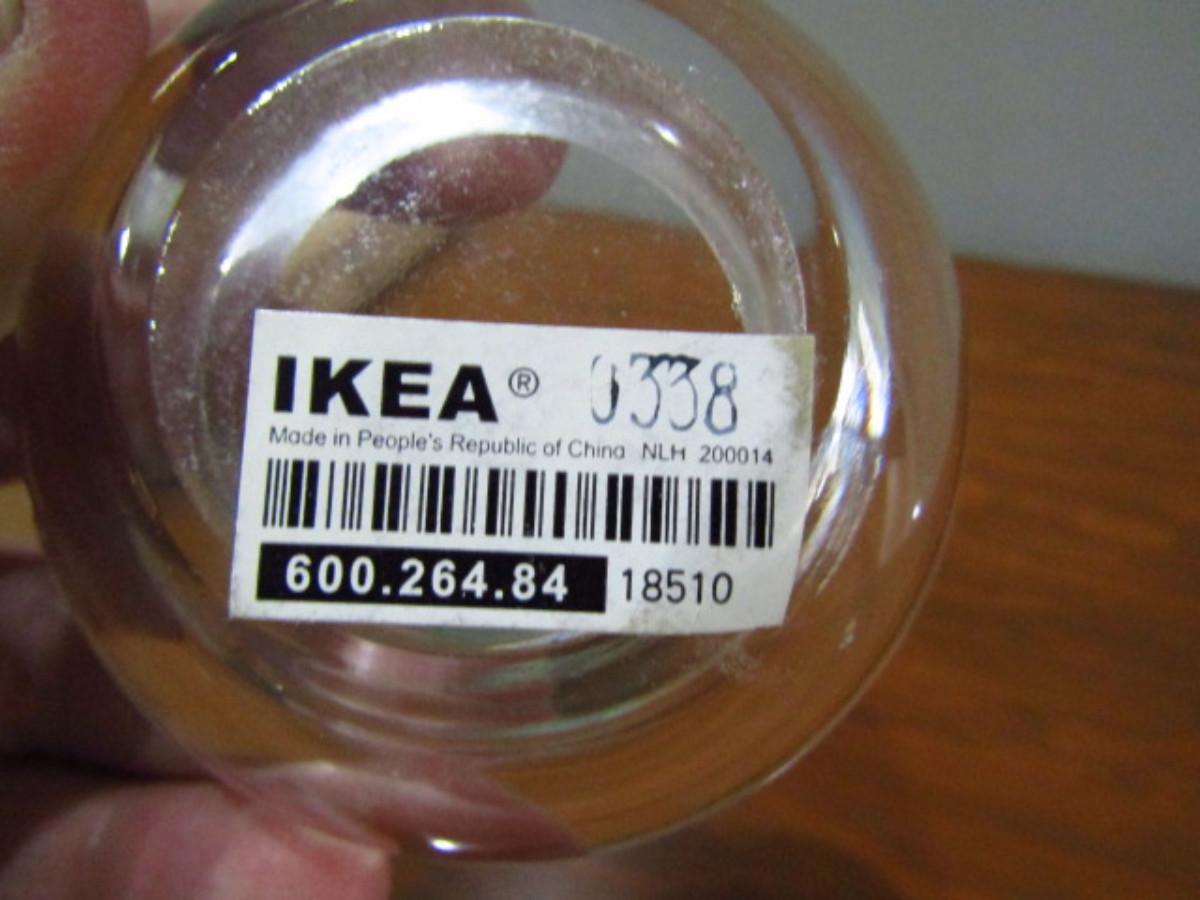 IKEA® 0338
Made in People's Republic of China NLH 200014
600.264.84 18510